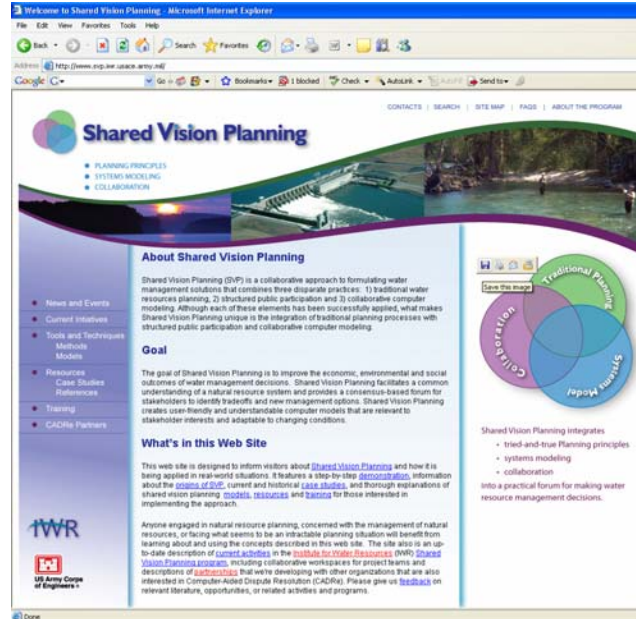 Welcome to Shared Vision Planning - Microsoft Internet Explorer
File Edit View Favorites Tools Help
Back Search Favorites
Address http://www.svp.iwr.usace.army.mil/
Google G Go Bookmarks 1 blocked Check AutoLink AutoFill Send to
CONTACTS | SEARCH | SITE MAP | FAQS | ABOUT THE PROGRAM
Shared Vision Planning
PLANNING PRINCIPLES
SYSTEMS MODELING
COLLABORATION
News and Events
Current Initiatives
Tools and Techniques
Methods
Models
Resources
Case Studies
References
Training
CADRe Partners
IWR
US Army Corps
of Engineers
About Shared Vision Planning
Shared Vision Planning (SVP) is a collaborative approach to formulating water
management solutions that combines three disparate practices: 1) traditional water
resources planning, 2) structured public participation and 3) collaborative computer
modeling. Although each of these elements has been successfully applied, what makes
Shared Vision Planning unique is the integration of traditional planning processes with
structured public participation and collaborative computer modeling.
Goal
The goal of Shared Vision Planning is to improve the economic, environmental and social
outcomes of water management decisions. Shared Vision Planning facilitates a common
understanding of a natural resource system and provides a consensus-based forum for
stakeholders to identify tradeoffs and new management options. Shared Vision Planning
creates user-friendly and understandable computer models that are relevant to
stakeholder interests and adaptable to changing conditions.
What's in this Web Site
This web site is designed to inform visitors about Shared Vision Planning and how it is
being applied in real-world situations. It features a step-by-step demonstration, information
about the origins of SVP, current and historical case studies, and thorough explanations of
shared vision planning models, resources and training for those interested in
implementing the approach.
Anyone engaged in natural resource planning, concerned with the management of natural
resources, or facing what seems to be an intractable planning situation will benefit from
learning about and using the concepts described in this web site. The site also is an up-
to-date description of current activities in the Institute for Water Resources (IWR) Shared
Vision Planning program, including collaborative workspaces for project teams and
descriptions of partnerships that we're developing with other organizations that are also
interested in Computer-Aided Dispute Resolution (CADRe). Please give us feedback on
relevant literature, opportunities, or related activities and programs.
Save this image
Traditional Planning
Collaboration
Systems Model
Shared Vision Planning integrates
• tried-and-true Planning principles
• systems modeling
• collaboration
into a practical forum for making water
resource management decisions.
Done